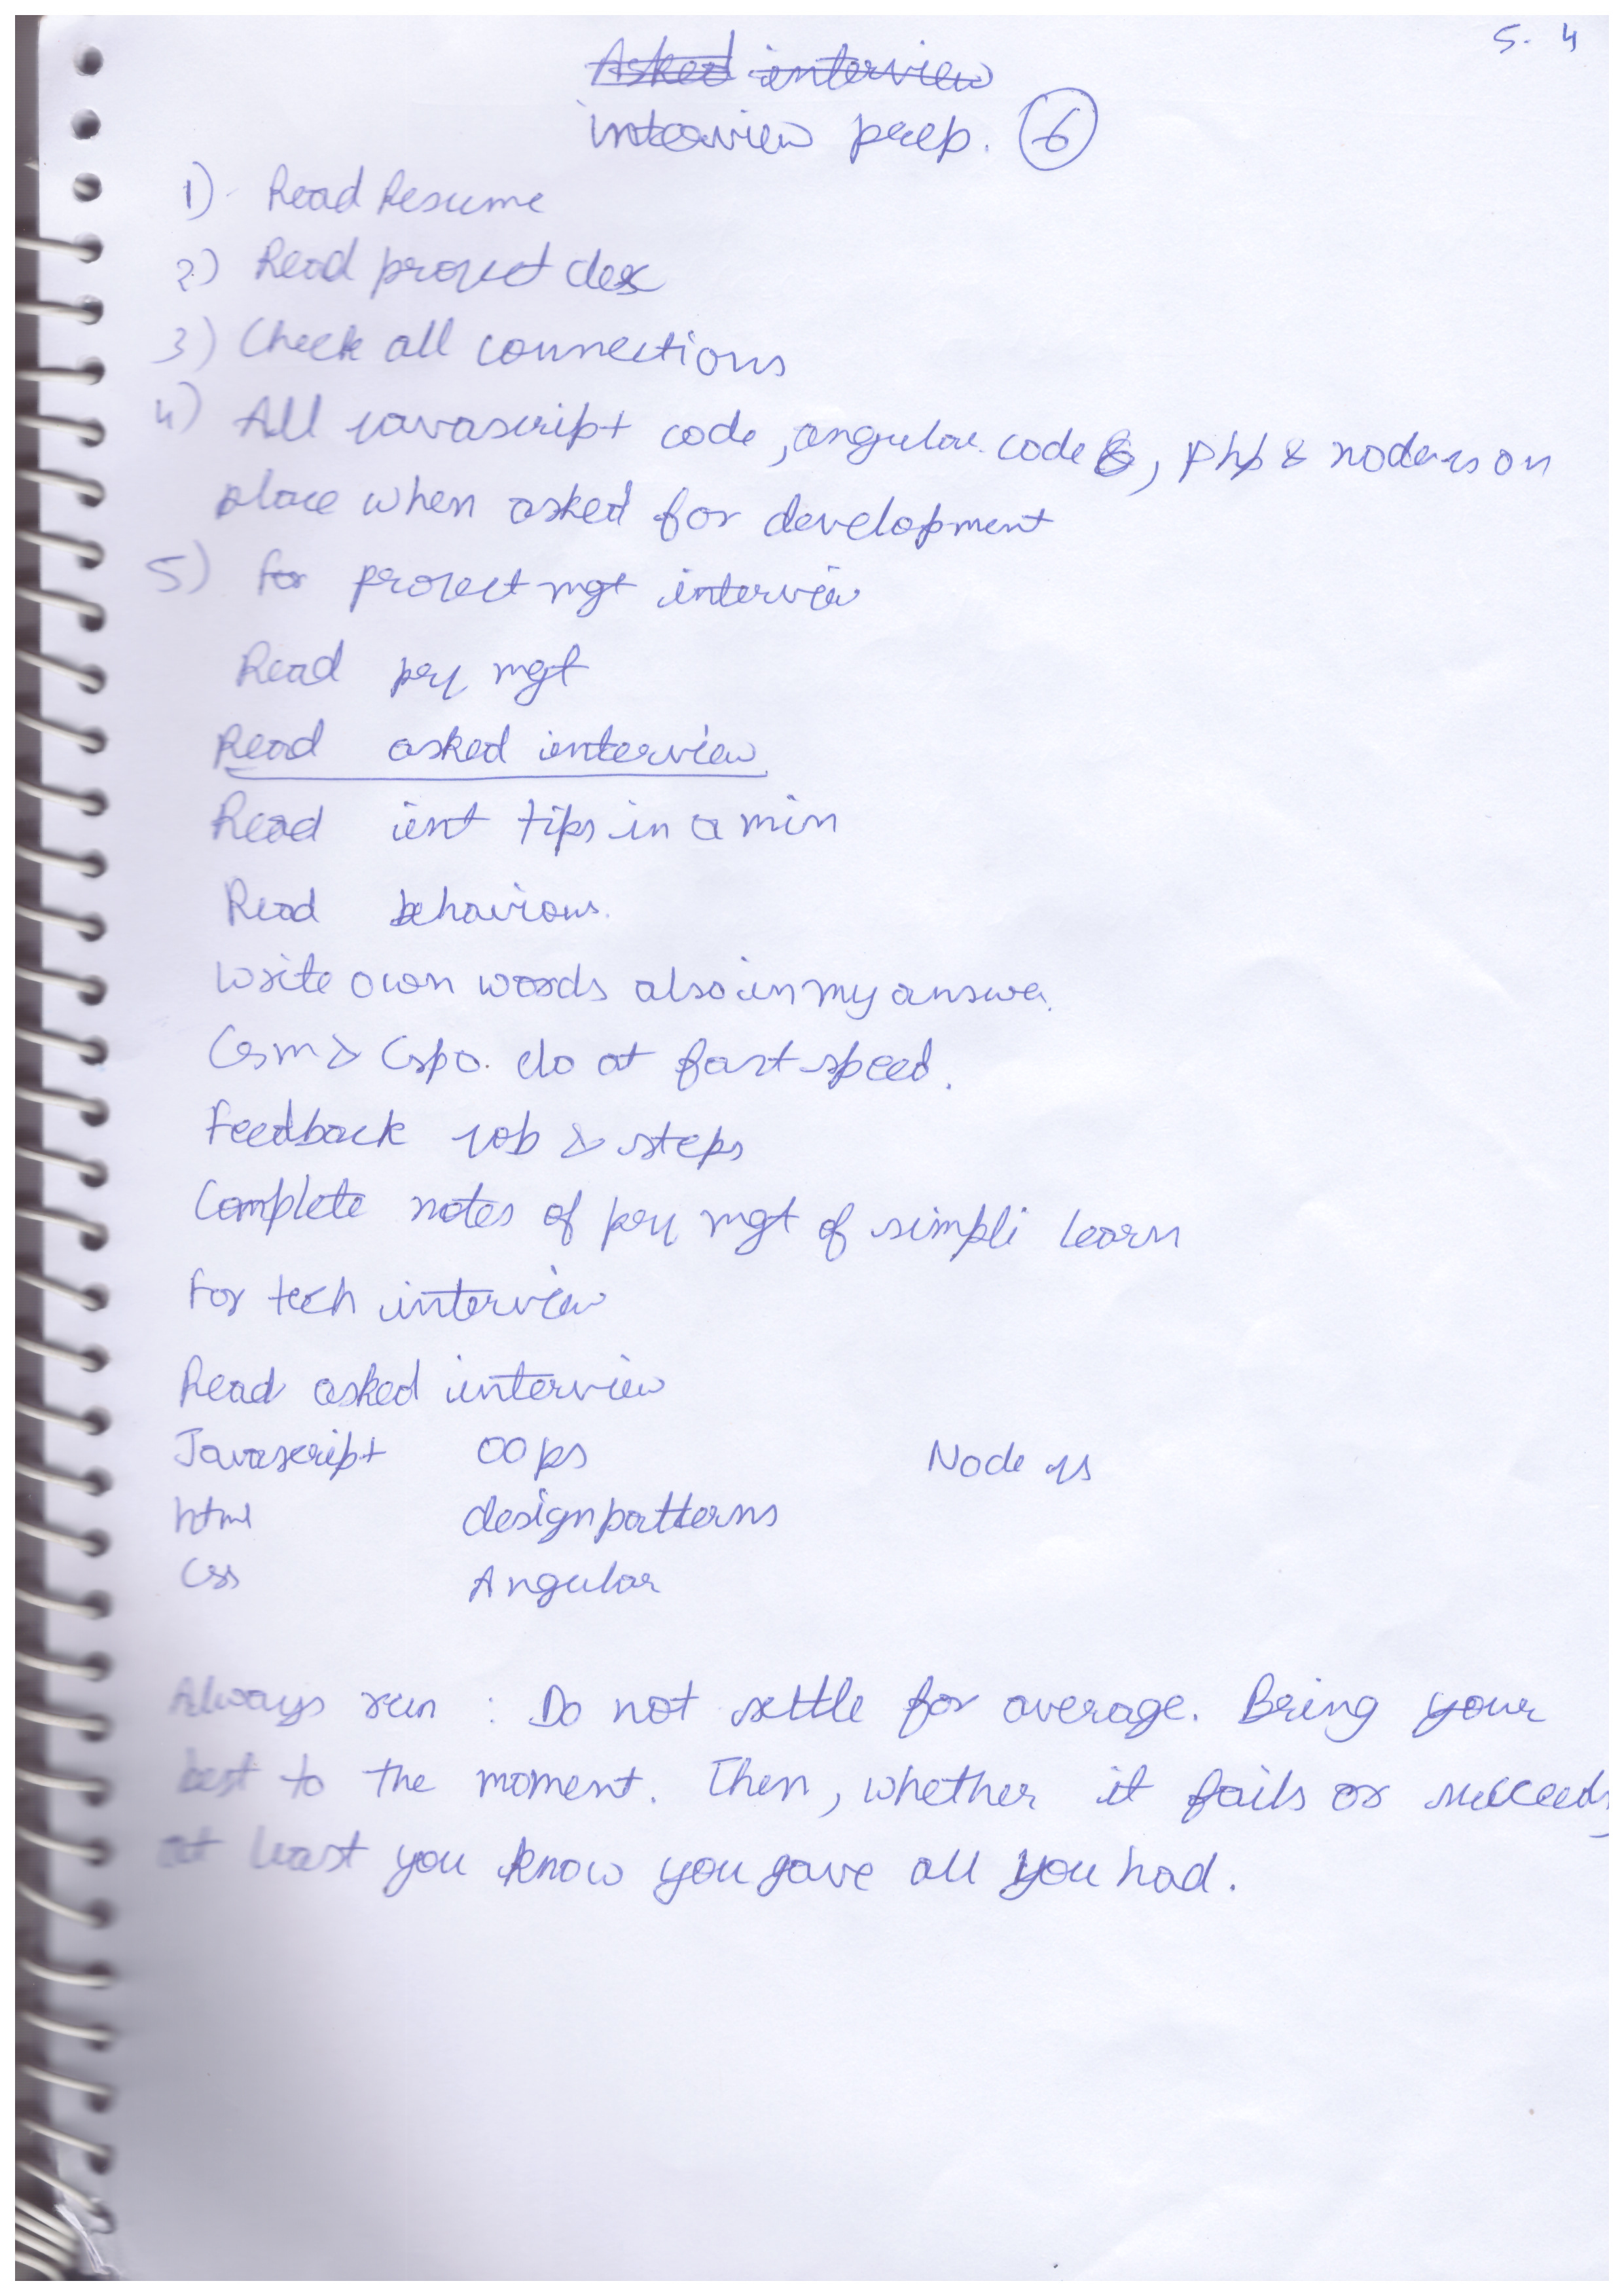 5. 4
Asked interview
interview prep. 6
1) Read Resume
2) Read project des
3) Check all connections
4) All javascript code, angular code, php & nodejs on
place when asked for development
5) for project mgt interview
Read prj mgt
Read asked interview
Read int tips in a min
Read behaviour.
Write own words also in my answer.
Csm & Cspo. do at fast speed.
Feedback job & steps
Complete notes of prj mgt of simpli learn
For tech interview
Read asked interview
Javascript oops Node js
html design patterns
Css Angular
Always run : Do not settle for average. Bring your
best to the moment. Then, whether it fails or succeeds
at least you know you gave all you had.